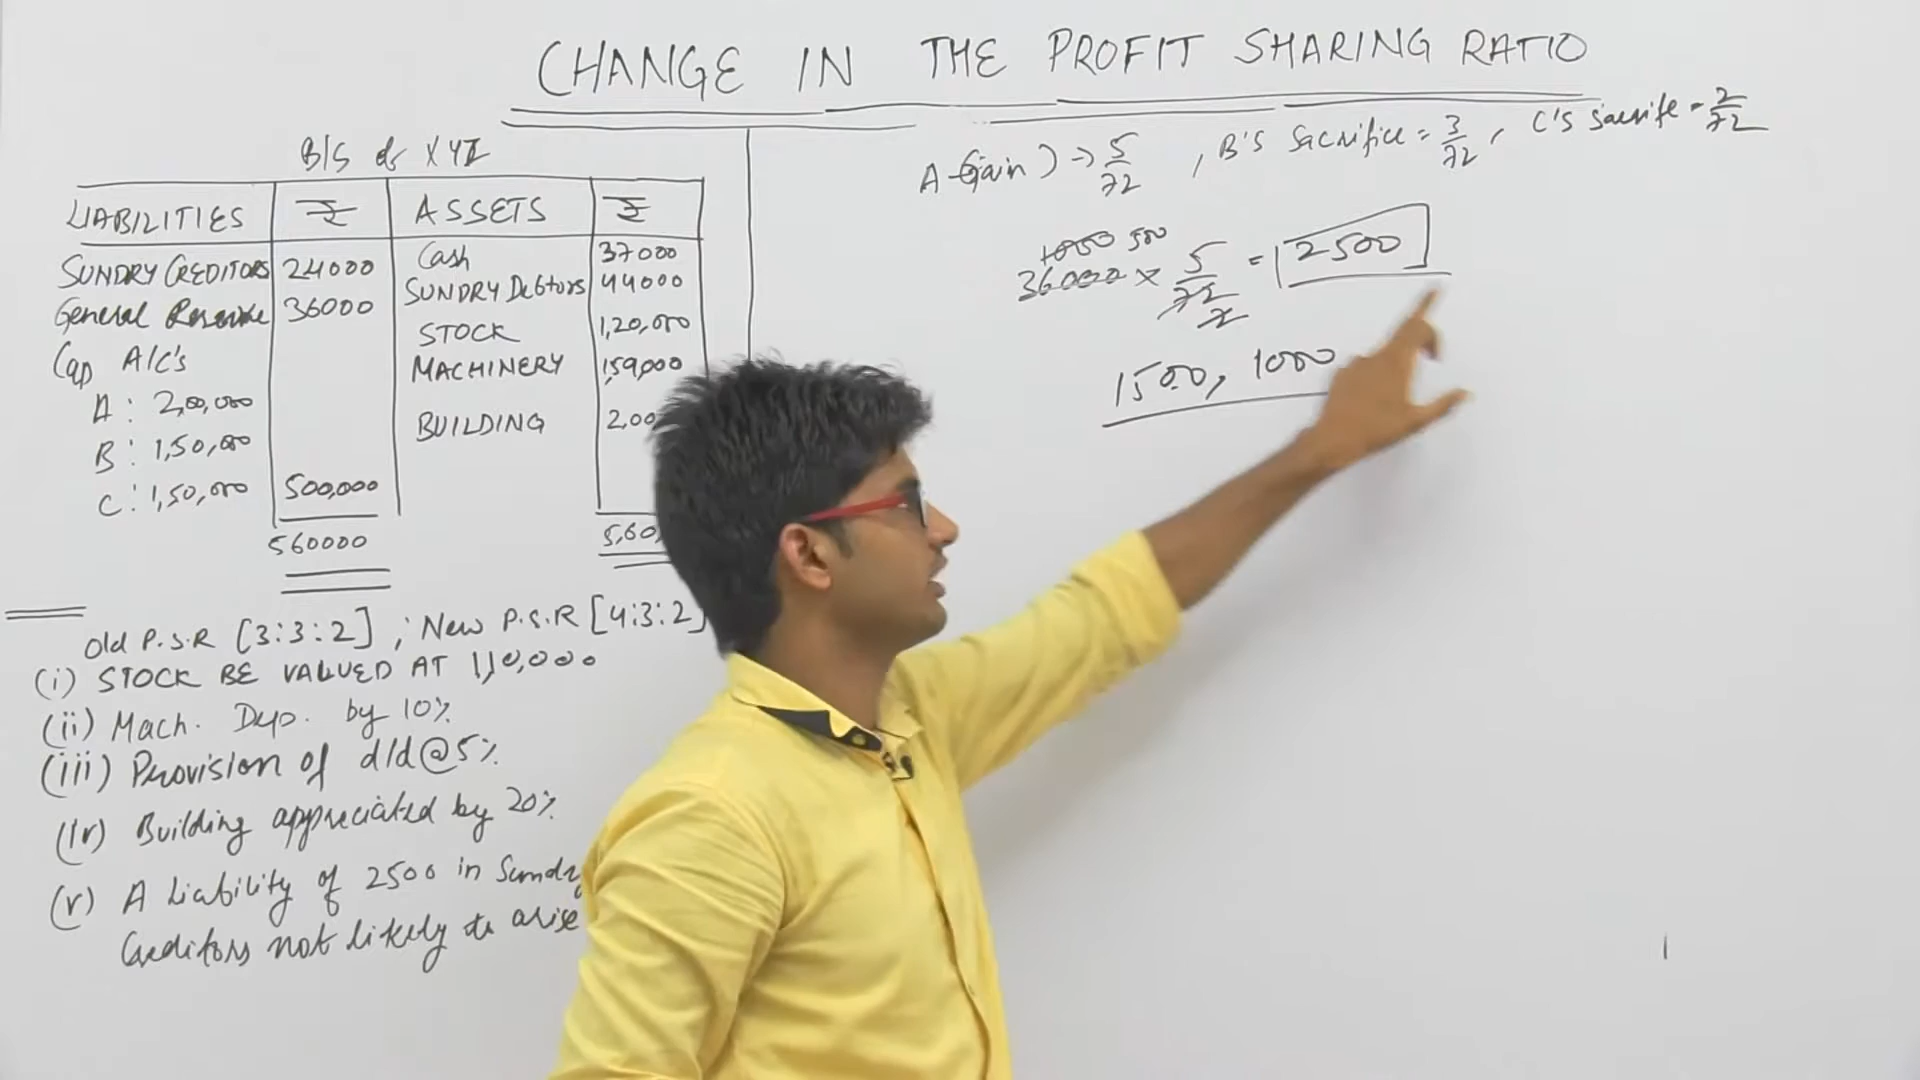 CHANGE IN THE PROFIT SHARING RATIO
A (Gain) → 5/72 , B'S Sacrifice = 3/72 , C'S Sacrifice = 2/72
1000 500
36000 × 5/72 = 2500
2
1500, 1000
B/S of XYZ
LIABILITIES ₹ ASSETS ₹
SUNDRY CREDITORS 24000 Cash 37000
General Reserve 36000 SUNDRY Debtors 44000
STOCK 1,20,000
Cap A/C's MACHINERY 1,59,000
A : 2,00,000
BUILDING 2,00
B : 1,50,000
C : 1,50,000 500,000
560000 5,60,
Old P.S.R [3:3:2] ; New P.S.R [4:3:2]
(i) STOCK BE VALUED AT 1,10,000
(ii) Mach. Dep. by 10%
(iii) Provision of d/d @ 5%
(iv) Building appreciated by 20%
(v) A Liability of 2500 in Sundry
Creditors not likely to arise